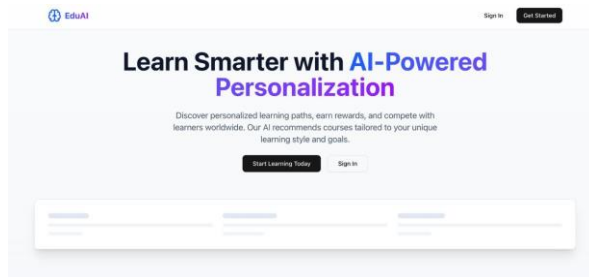 EduAI
Sign In
Get Started
Learn Smarter with AI-Powered
Personalization
Discover personalized learning paths, earn rewards, and compete with
learners worldwide. Our AI recommends courses tailored to your unique
learning style and goals.
Start Learning Today
Sign In